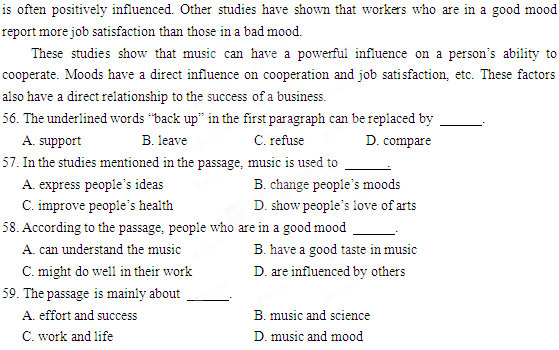 is often positively influenced. Other studies have shown that workers who are in a good mood
report more job satisfaction than those in a bad mood.
These studies show that music can have a powerful influence on a person's ability to
cooperate. Moods have a direct influence on cooperation and job satisfaction, etc. These factors
also have a direct relationship to the success of a business.
56. The underlined words “back up” in the first paragraph can be replaced by ______.
A. support B. leave C. refuse D. compare
57. In the studies mentioned in the passage, music is used to ______.
A. express people's ideas B. change people's moods
C. improve people's health D. show people's love of arts
58. According to the passage, people who are in a good mood ______.
A. can understand the music B. have a good taste in music
C. might do well in their work D. are influenced by others
59. The passage is mainly about ______.
A. effort and success B. music and science
C. work and life D. music and mood